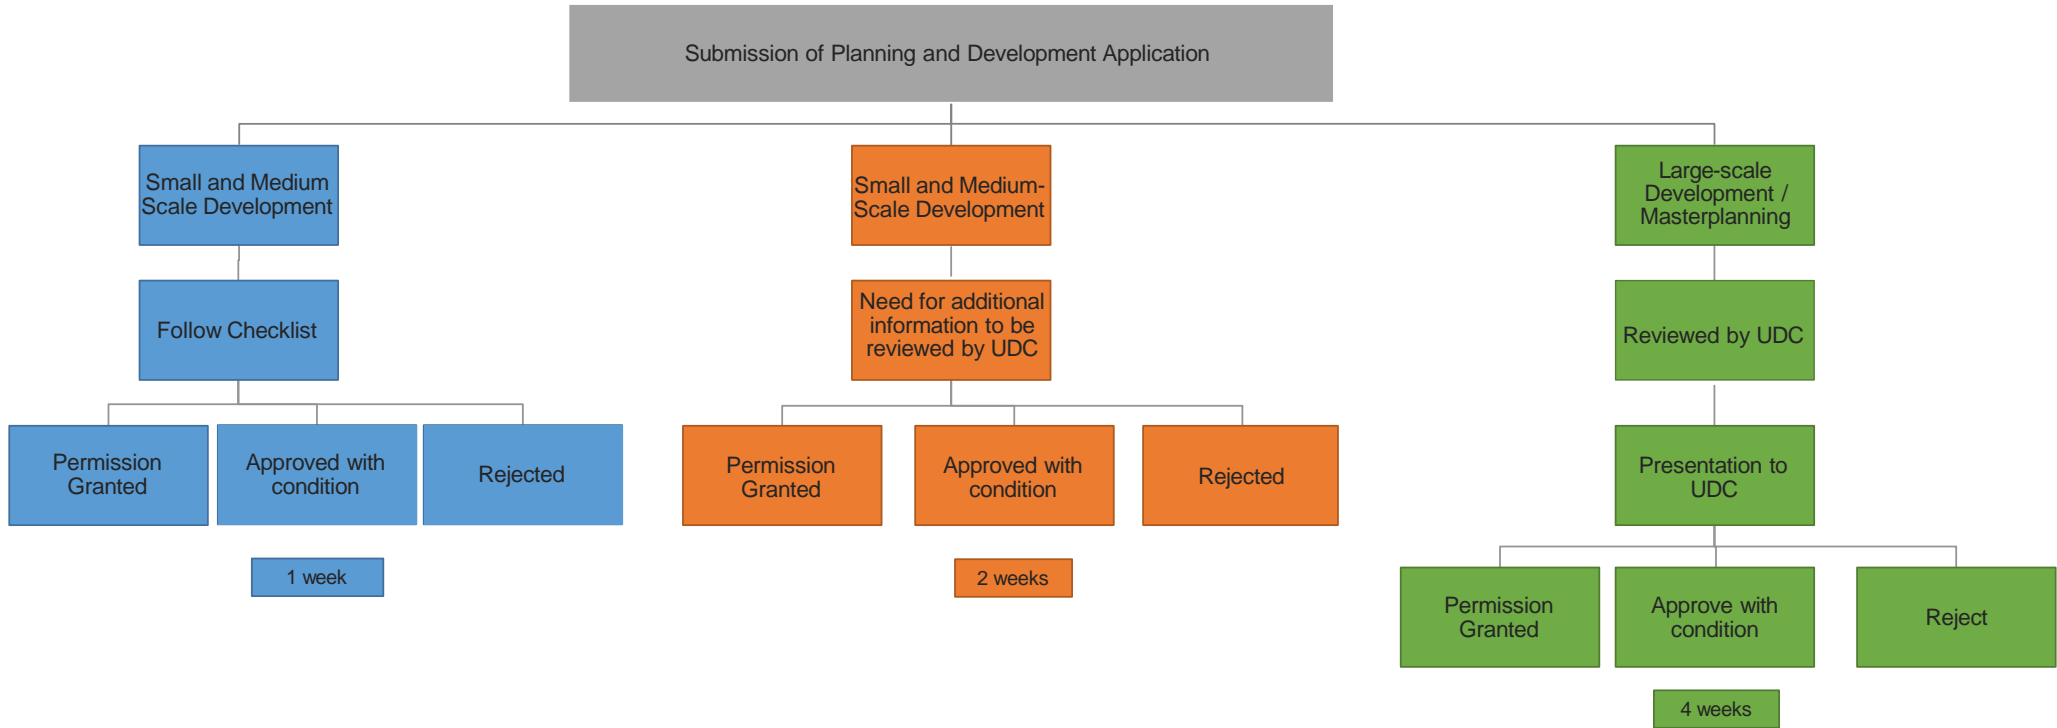 Submission of Planning and Development Application
Small and Medium
Scale Development
Small and Medium-
Scale Development
Large-scale
Development /
Masterplanning
Follow Checklist
Need for additional
information to be
reviewed by UDC
Reviewed by UDC
Permission
Granted
Approved with
condition
Rejected
Permission
Granted
Approved with
condition
Rejected
Presentation to
UDC
1 week
2 weeks
Permission
Granted
Approve with
condition
Reject
4 weeks